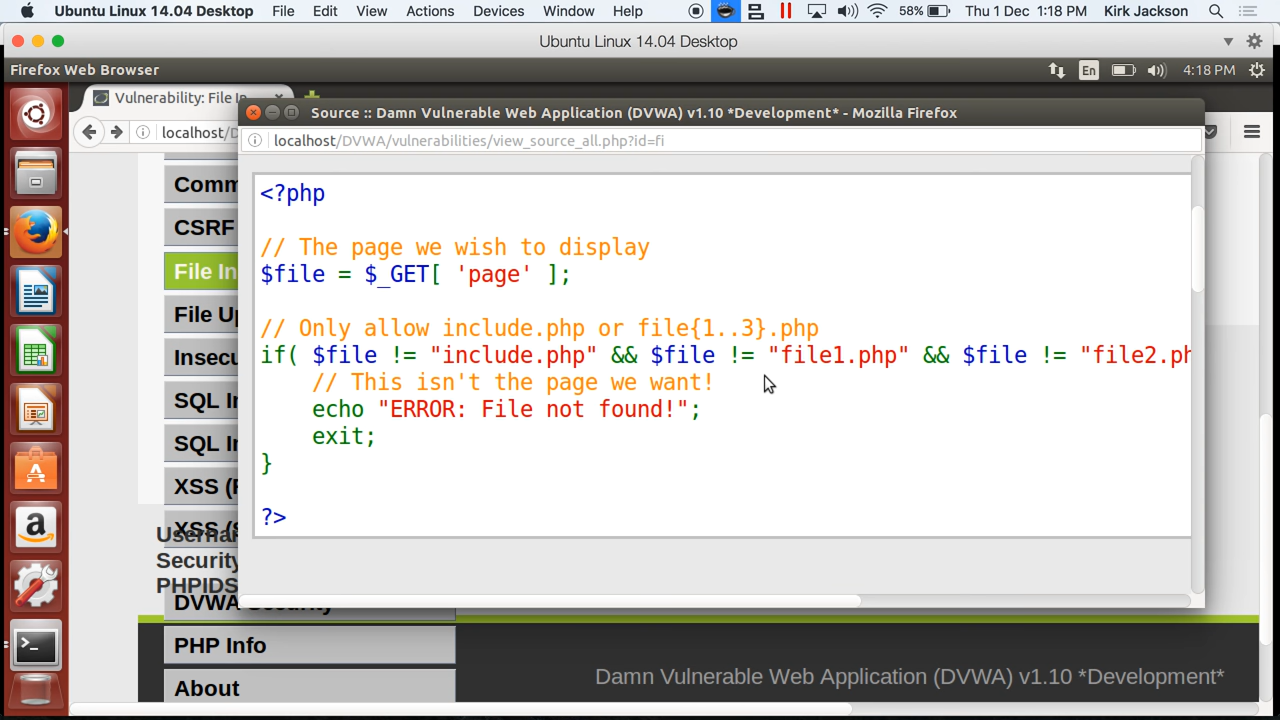 Ubuntu Linux 14.04 Desktop File Edit View Actions Devices Window Help 58% Thu 1 Dec 1:18 PM Kirk Jackson
Ubuntu Linux 14.04 Desktop
Firefox Web Browser En 4:18 PM
Vulnerability: File In
Source :: Damn Vulnerable Web Application (DVWA) v1.10 *Development* - Mozilla Firefox
localhost/D
localhost/DVWA/vulnerabilities/view_source_all.php?id=fi
Comm
CSRF
File In
File Up
Insecu
SQL In
SQL In
XSS (R
XSS (S
Userna
Security
PHPIDS
DVWA Security
PHP Info
About
<?php
// The page we wish to display
$file = $_GET[ 'page' ];
// Only allow include.php or file{1..3}.php
if( $file != "include.php" && $file != "file1.php" && $file != "file2.ph
// This isn't the page we want!
echo "ERROR: File not found!";
exit;
}
?>
Damn Vulnerable Web Application (DVWA) v1.10 *Development*